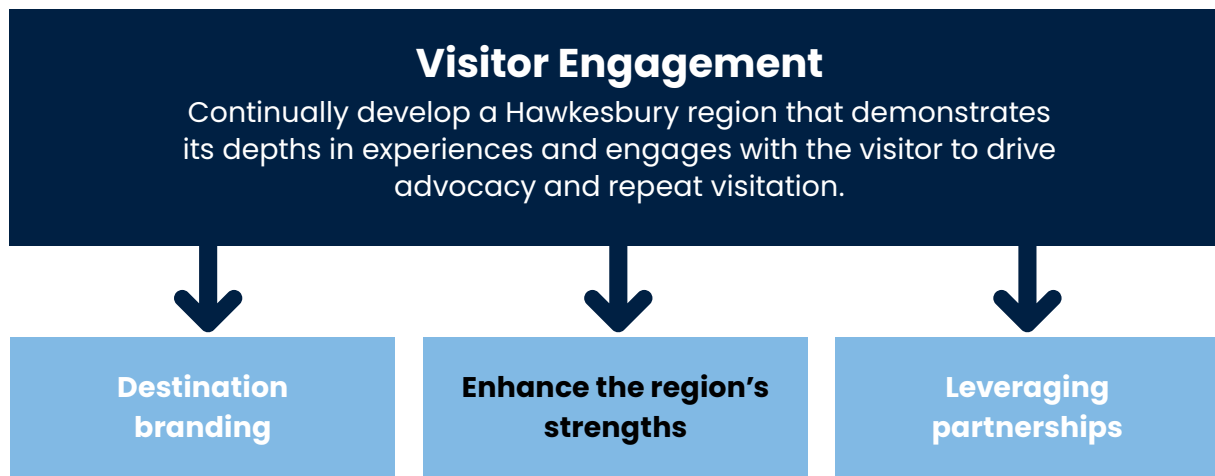 Visitor Engagement
Continually develop a Hawkesbury region that demonstrates
its depths in experiences and engages with the visitor to drive
advocacy and repeat visitation.
Destination
branding
Enhance the region’s
strengths
Leveraging
partnerships